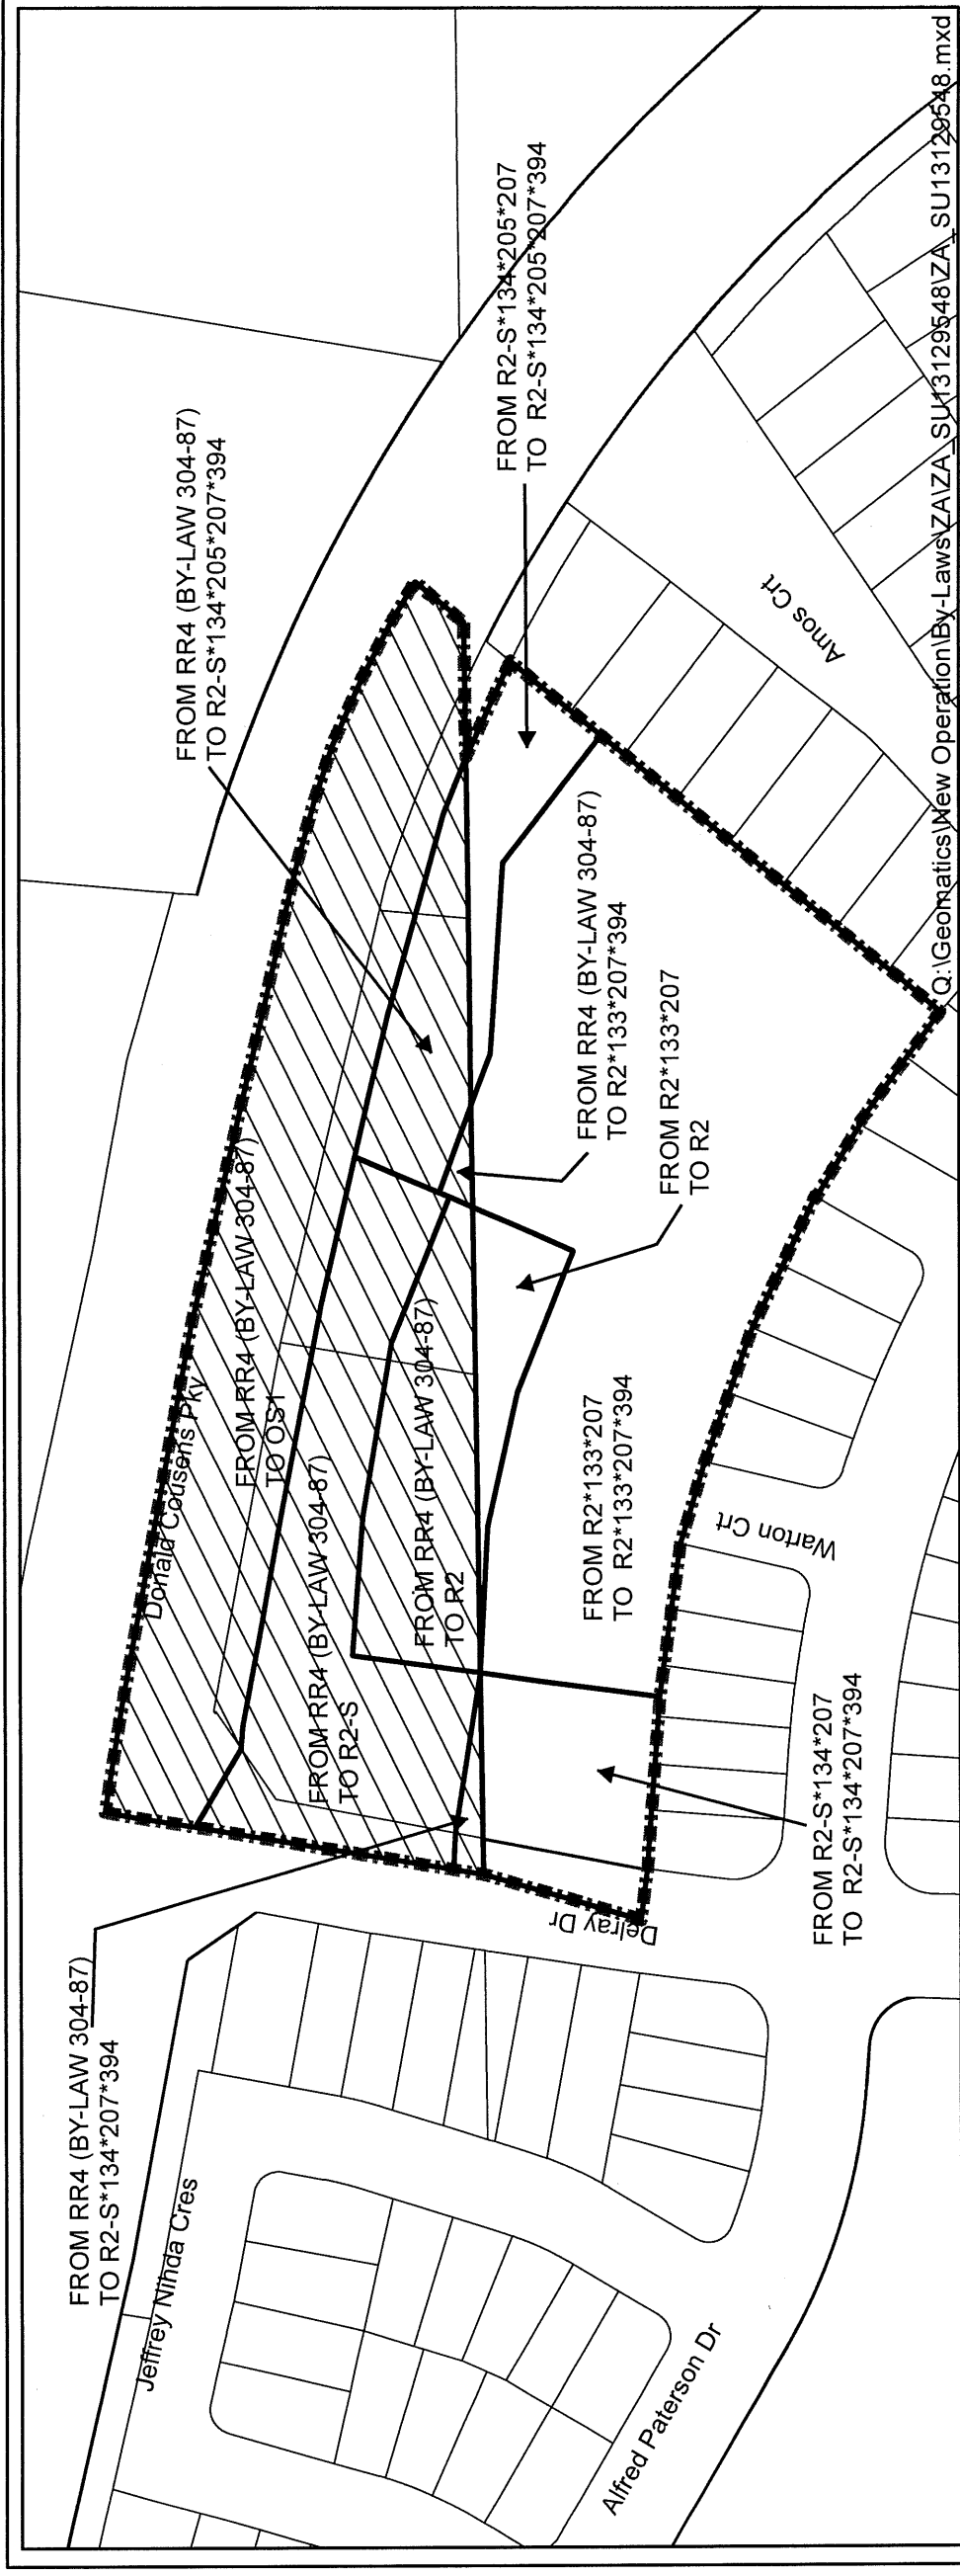 FROM RR4 (BY-LAW 304-87)
TO R2-S*134*207*394
Jeffrey Nihda Cres
Alfred Paterson Dr
Delray Dr
Donald Cousens Pky
FROM RR4 (BY-LAW 304-87)
TO OS1
FROM RR4 (BY-LAW 304-87)
TO R2-S
FROM RR4 (BY-LAW 304-87)
TO R2
FROM R2-S*134*207
TO R2-S*134*207*394
FROM R2*133*207
TO R2*133*207*394
Warton Crt
FROM R2*133*207
TO R2
FROM RR4 (BY-LAW 304-87)
TO R2*133*207*394
FROM RR4 (BY-LAW 304-87)
TO R2-S*134*205*207*394
FROM R2-S*134*205*207
TO R2-S*134*205*207*394
Amos Crt
Q:\Geomatics\New Operation\By-Laws\ZA\ZA_SU13129548\ZA_SU13129548.mxd